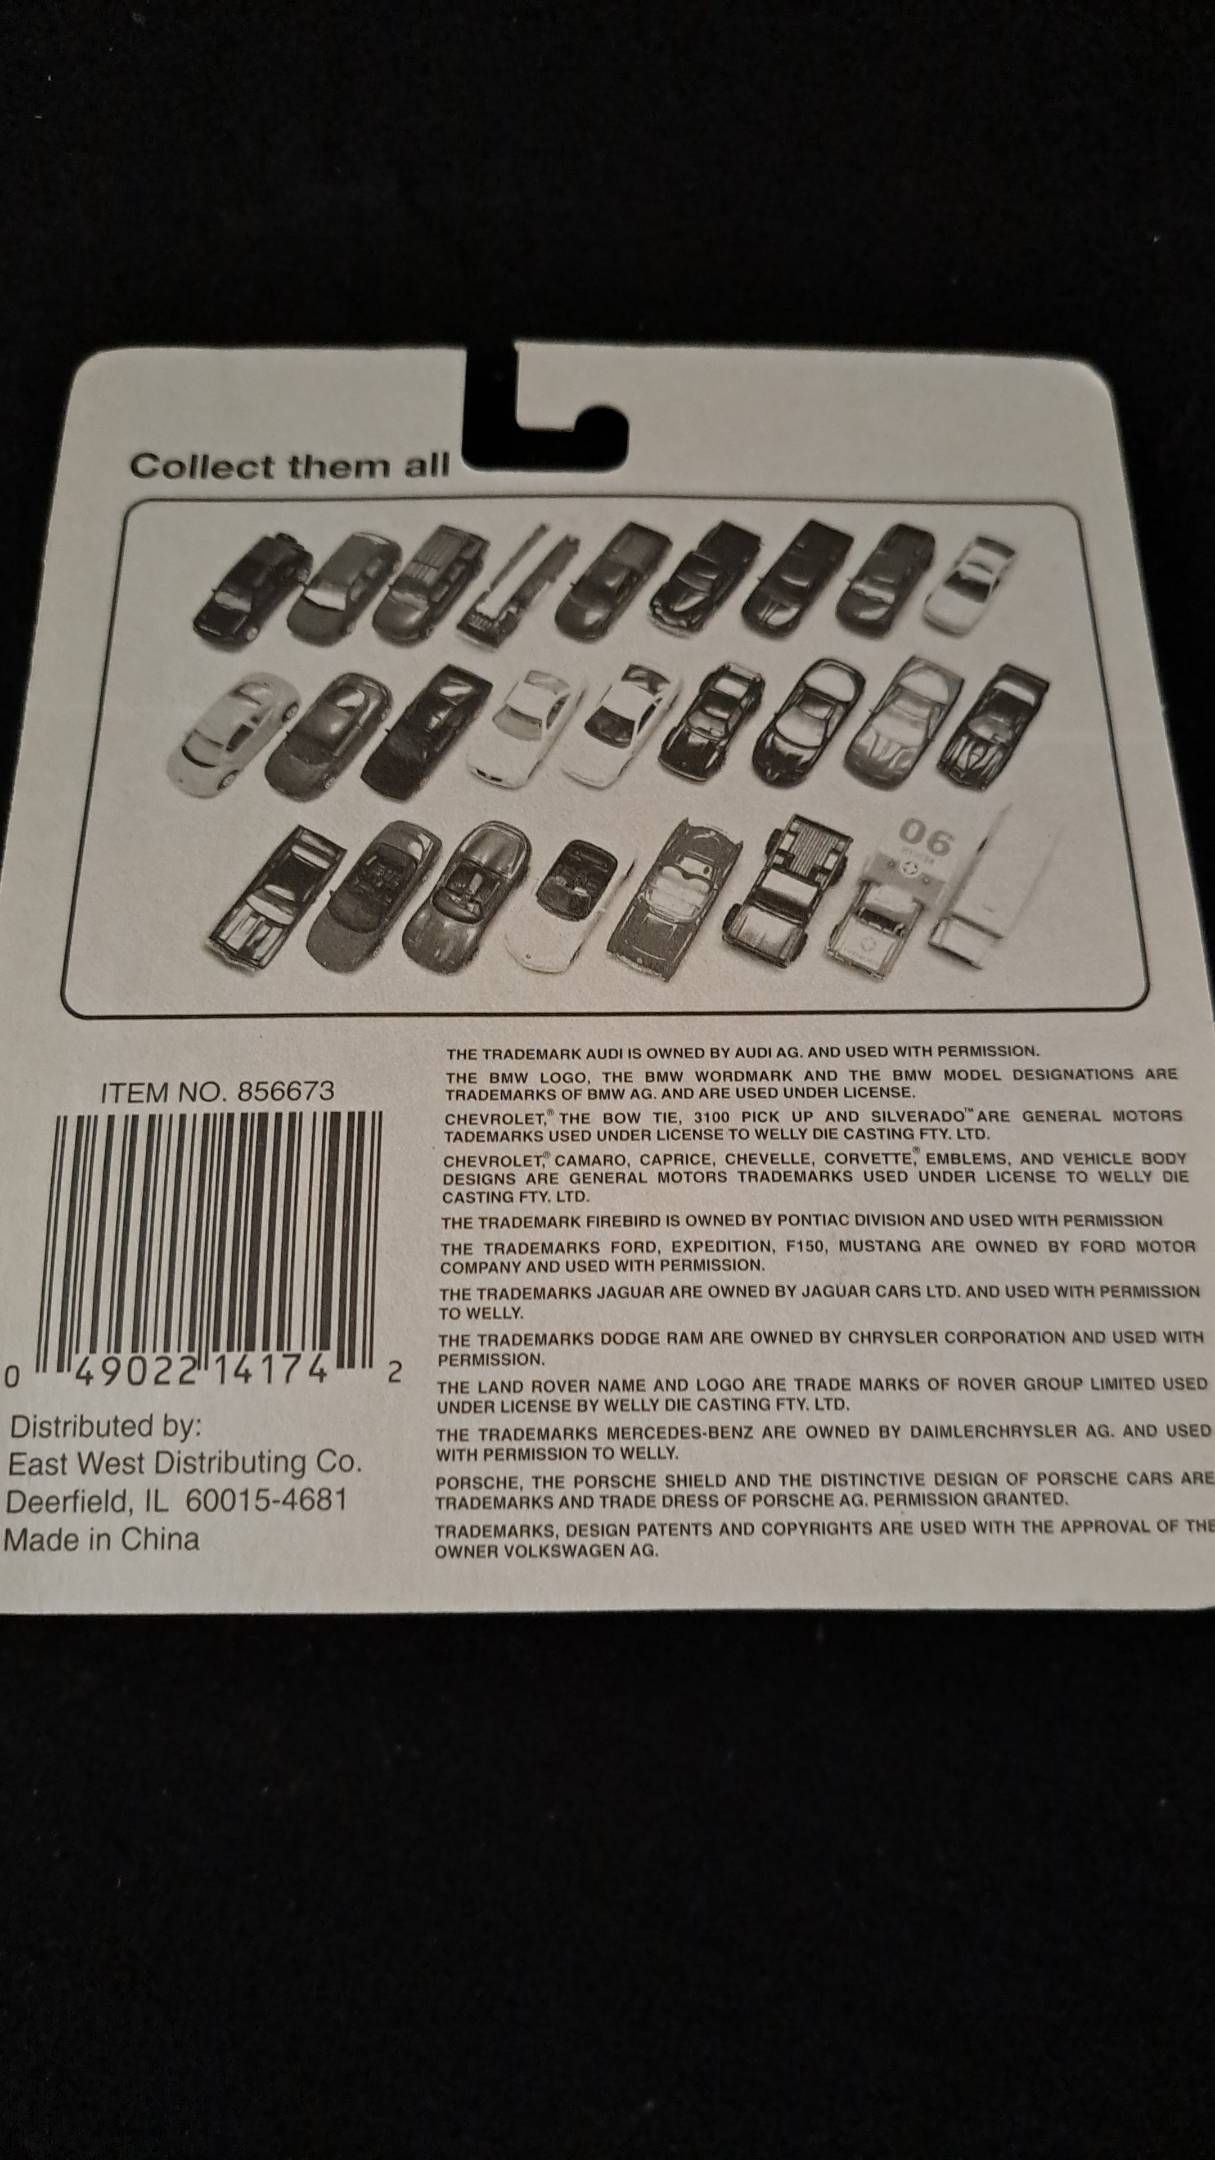 Collect them all
06
ITEM NO. 856673
0 49022 14174 2
Distributed by:
East West Distributing Co.
Deerfield, IL 60015-4681
Made in China
THE TRADEMARK AUDI IS OWNED BY AUDI AG. AND USED WITH PERMISSION.
THE BMW LOGO, THE BMW WORDMARK AND THE BMW MODEL DESIGNATIONS ARE
TRADEMARKS OF BMW AG. AND ARE USED UNDER LICENSE.
CHEVROLET,® THE BOW TIE, 3100 PICK UP AND SILVERADO™ ARE GENERAL MOTORS
TADEMARKS USED UNDER LICENSE TO WELLY DIE CASTING FTY. LTD.
CHEVROLET,® CAMARO, CAPRICE, CHEVELLE, CORVETTE,® EMBLEMS, AND VEHICLE BODY
DESIGNS ARE GENERAL MOTORS TRADEMARKS USED UNDER LICENSE TO WELLY DIE
CASTING FTY. LTD.
THE TRADEMARK FIREBIRD IS OWNED BY PONTIAC DIVISION AND USED WITH PERMISSION
THE TRADEMARKS FORD, EXPEDITION, F150, MUSTANG ARE OWNED BY FORD MOTOR
COMPANY AND USED WITH PERMISSION.
THE TRADEMARKS JAGUAR ARE OWNED BY JAGUAR CARS LTD. AND USED WITH PERMISSION
TO WELLY.
THE TRADEMARKS DODGE RAM ARE OWNED BY CHRYSLER CORPORATION AND USED WITH
PERMISSION.
THE LAND ROVER NAME AND LOGO ARE TRADE MARKS OF ROVER GROUP LIMITED USED
UNDER LICENSE BY WELLY DIE CASTING FTY. LTD.
THE TRADEMARKS MERCEDES-BENZ ARE OWNED BY DAIMLERCHRYSLER AG. AND USED
WITH PERMISSION TO WELLY.
PORSCHE, THE PORSCHE SHIELD AND THE DISTINCTIVE DESIGN OF PORSCHE CARS ARE
TRADEMARKS AND TRADE DRESS OF PORSCHE AG. PERMISSION GRANTED.
TRADEMARKS, DESIGN PATENTS AND COPYRIGHTS ARE USED WITH THE APPROVAL OF THE
OWNER VOLKSWAGEN AG.